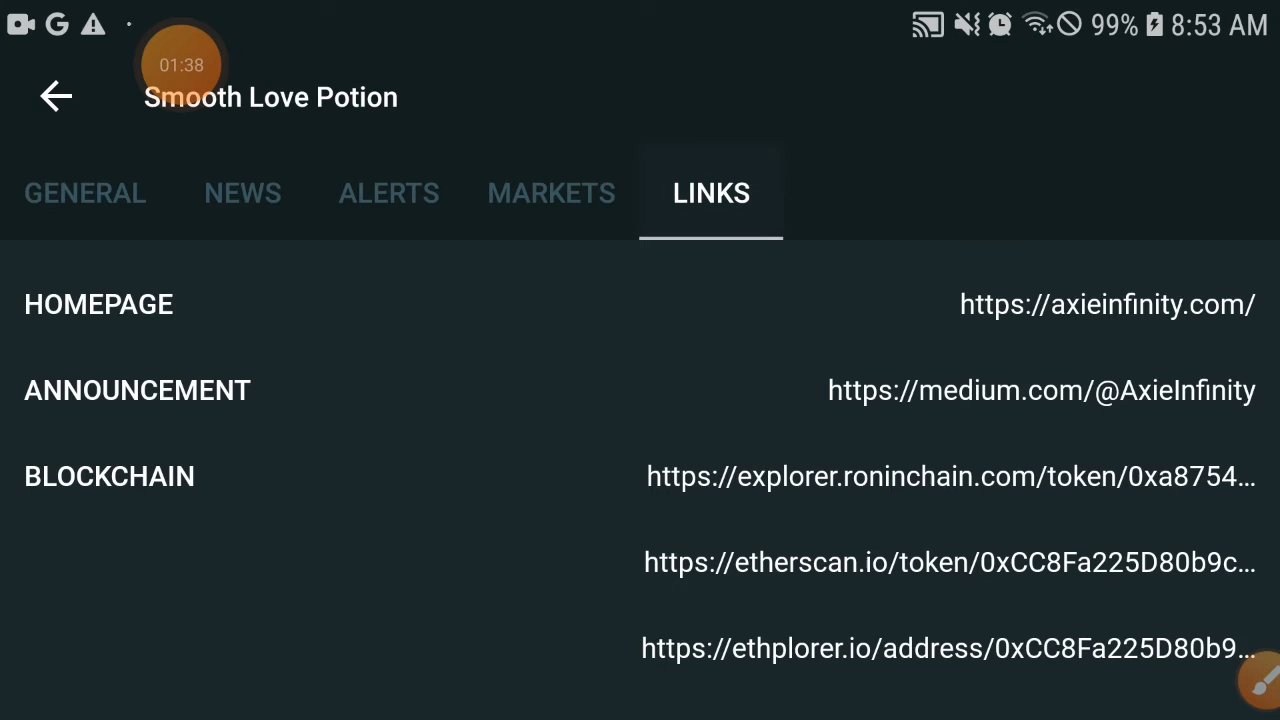 99% 8:53 AM
01:38
Smooth Love Potion
GENERAL NEWS ALERTS MARKETS LINKS
HOMEPAGE https://axieinfinity.com/
ANNOUNCEMENT https://medium.com/@AxieInfinity
BLOCKCHAIN https://explorer.roninchain.com/token/0xa8754...
https://etherscan.io/token/0xCC8Fa225D80b9c...
https://ethplorer.io/address/0xCC8Fa225D80b9...